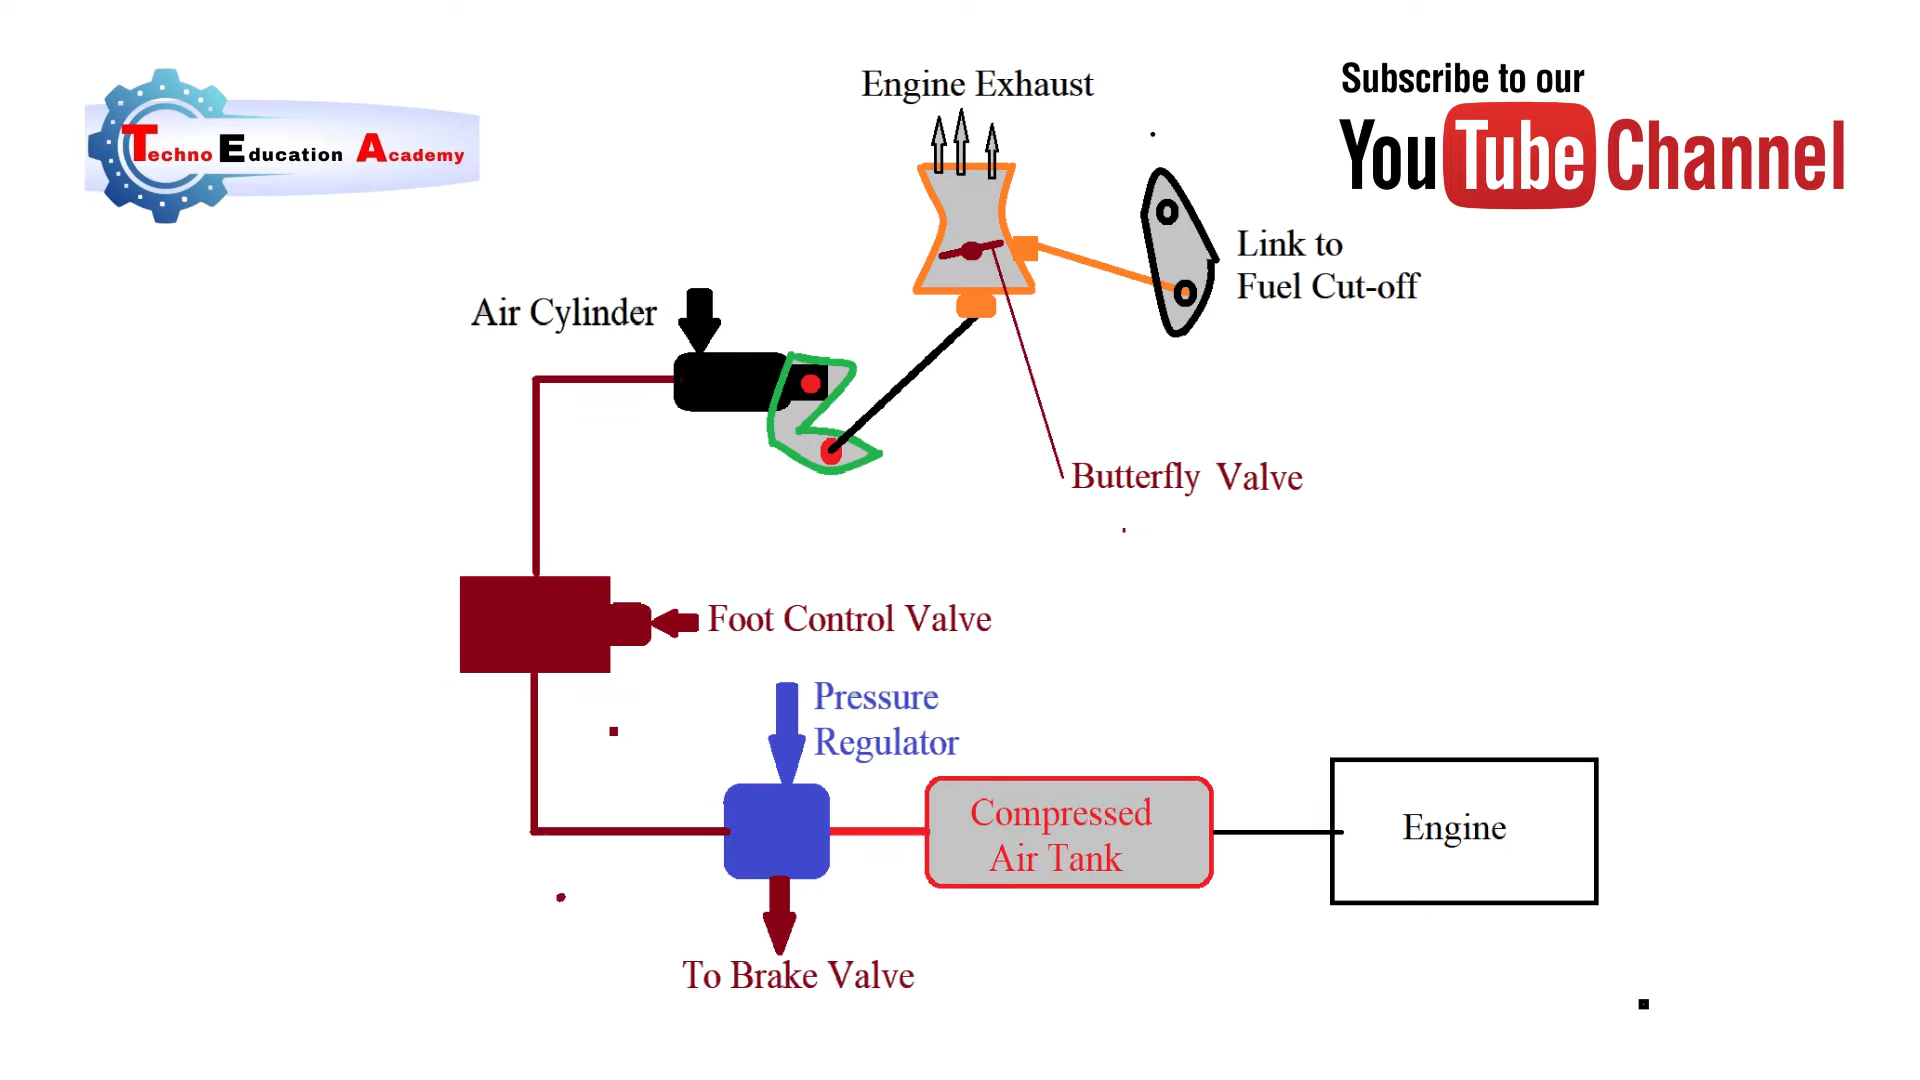 Techno Education Academy
Engine Exhaust
Subscribe to our
YouTube Channel
Link to
Fuel Cut-off
Air Cylinder
Butterfly Valve
Foot Control Valve
Pressure
Regulator
Compressed
Air Tank
Engine
To Brake Valve